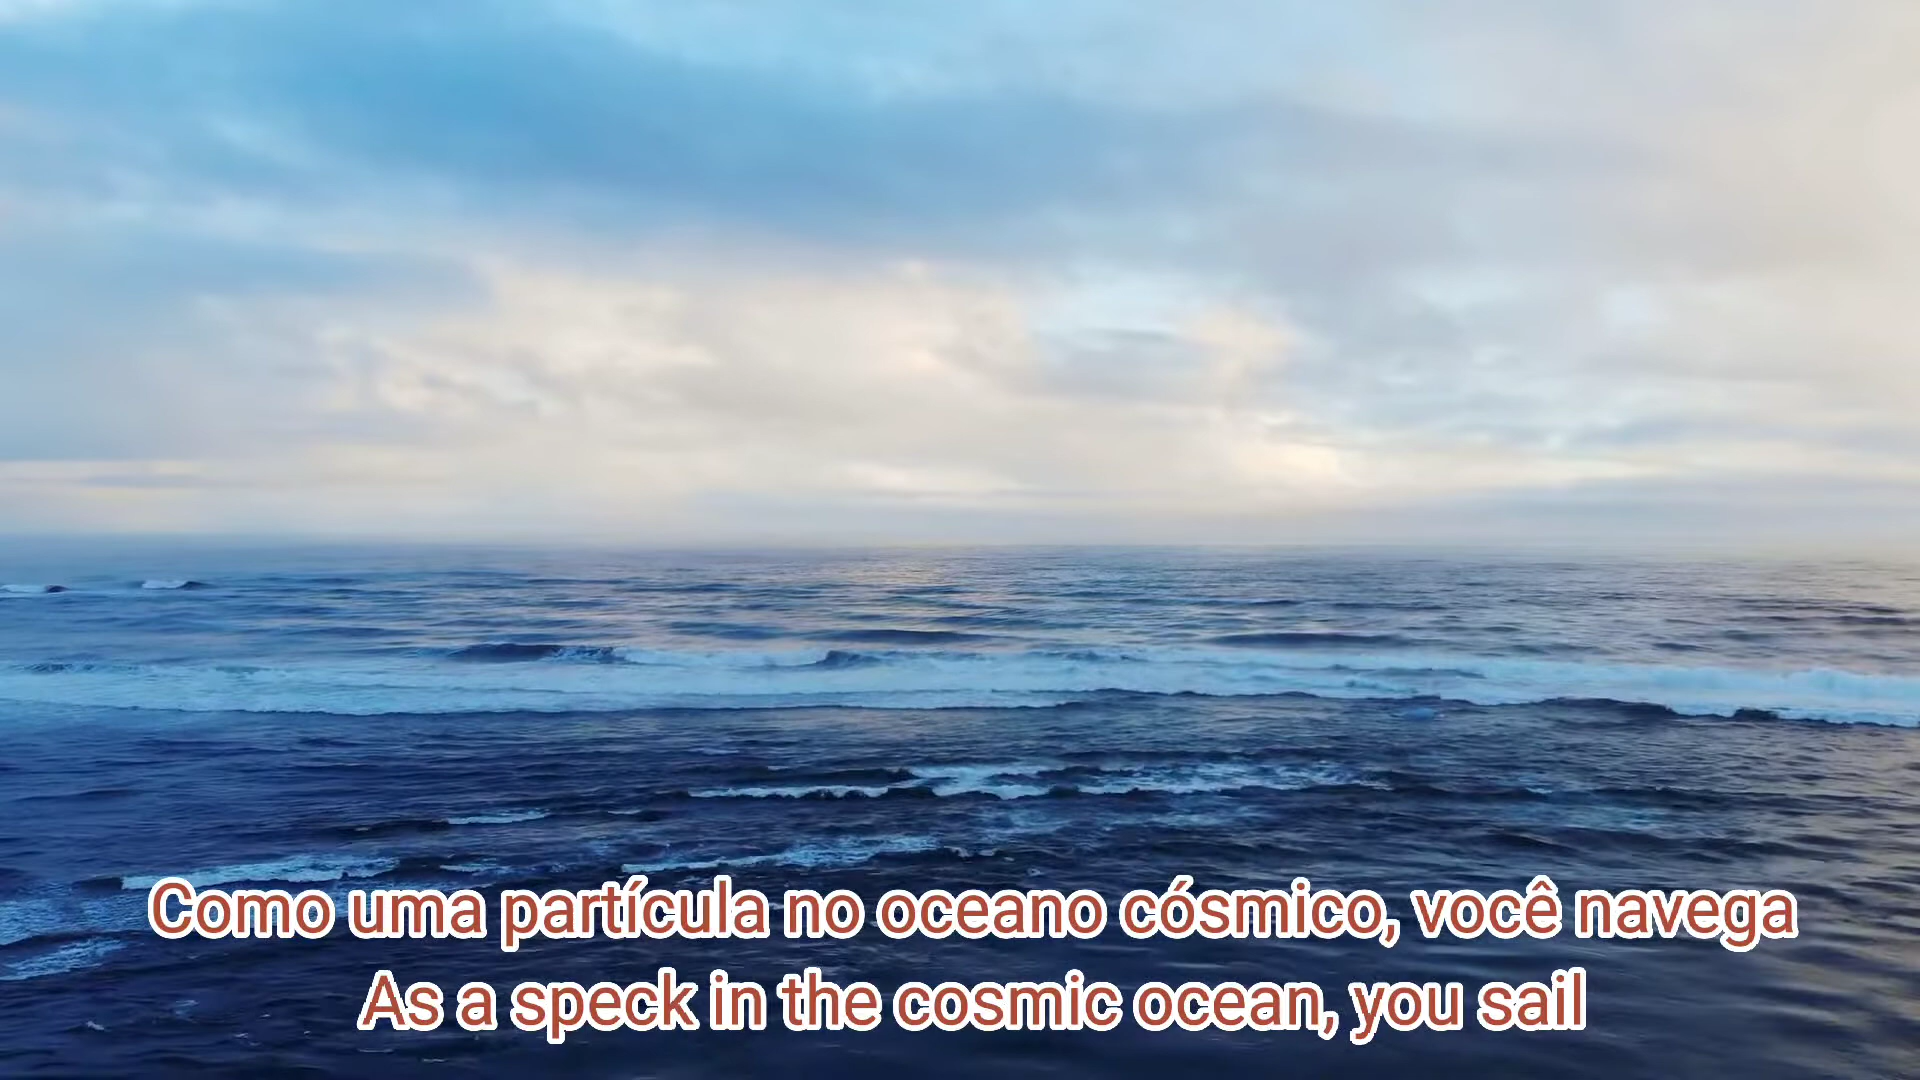 Como uma partícula no oceano cósmico, você navega
As a speck in the cosmic ocean, you sail